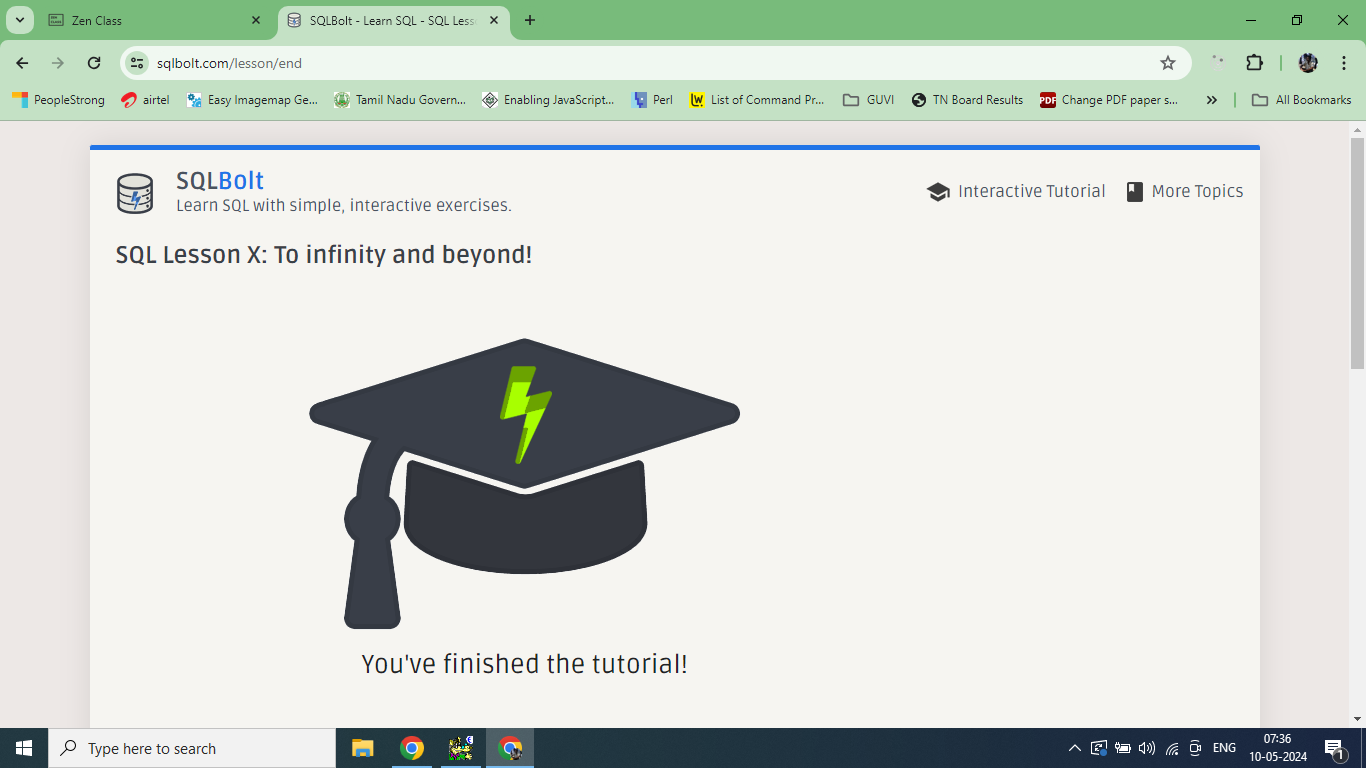 Zen Class
SQLBolt - Learn SQL - SQL Less
sqlbolt.com/lesson/end
PeopleStrong
airtel
Easy Imagemap Ge...
Tamil Nadu Govern...
Enabling JavaScript...
Perl
List of Command Pr...
GUVI
TN Board Results
PDF
Change PDF paper s...
All Bookmarks
SQLBolt
Learn SQL with simple, interactive exercises.
Interactive Tutorial
More Topics
SQL Lesson X: To infinity and beyond!
You've finished the tutorial!
Type here to search
ENG
07:36
10-05-2024
1